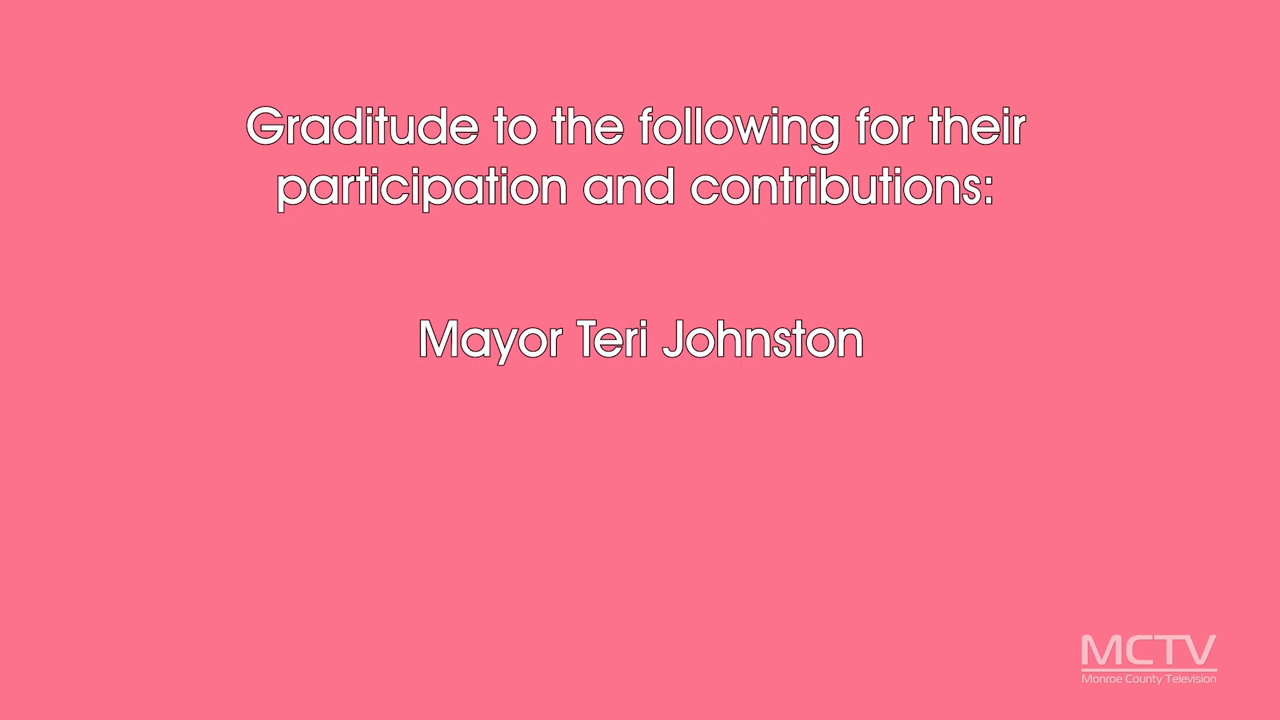 Graditude to the following for their
participation and contributions:
Mayor Teri Johnston
MCTV
Monroe County Television